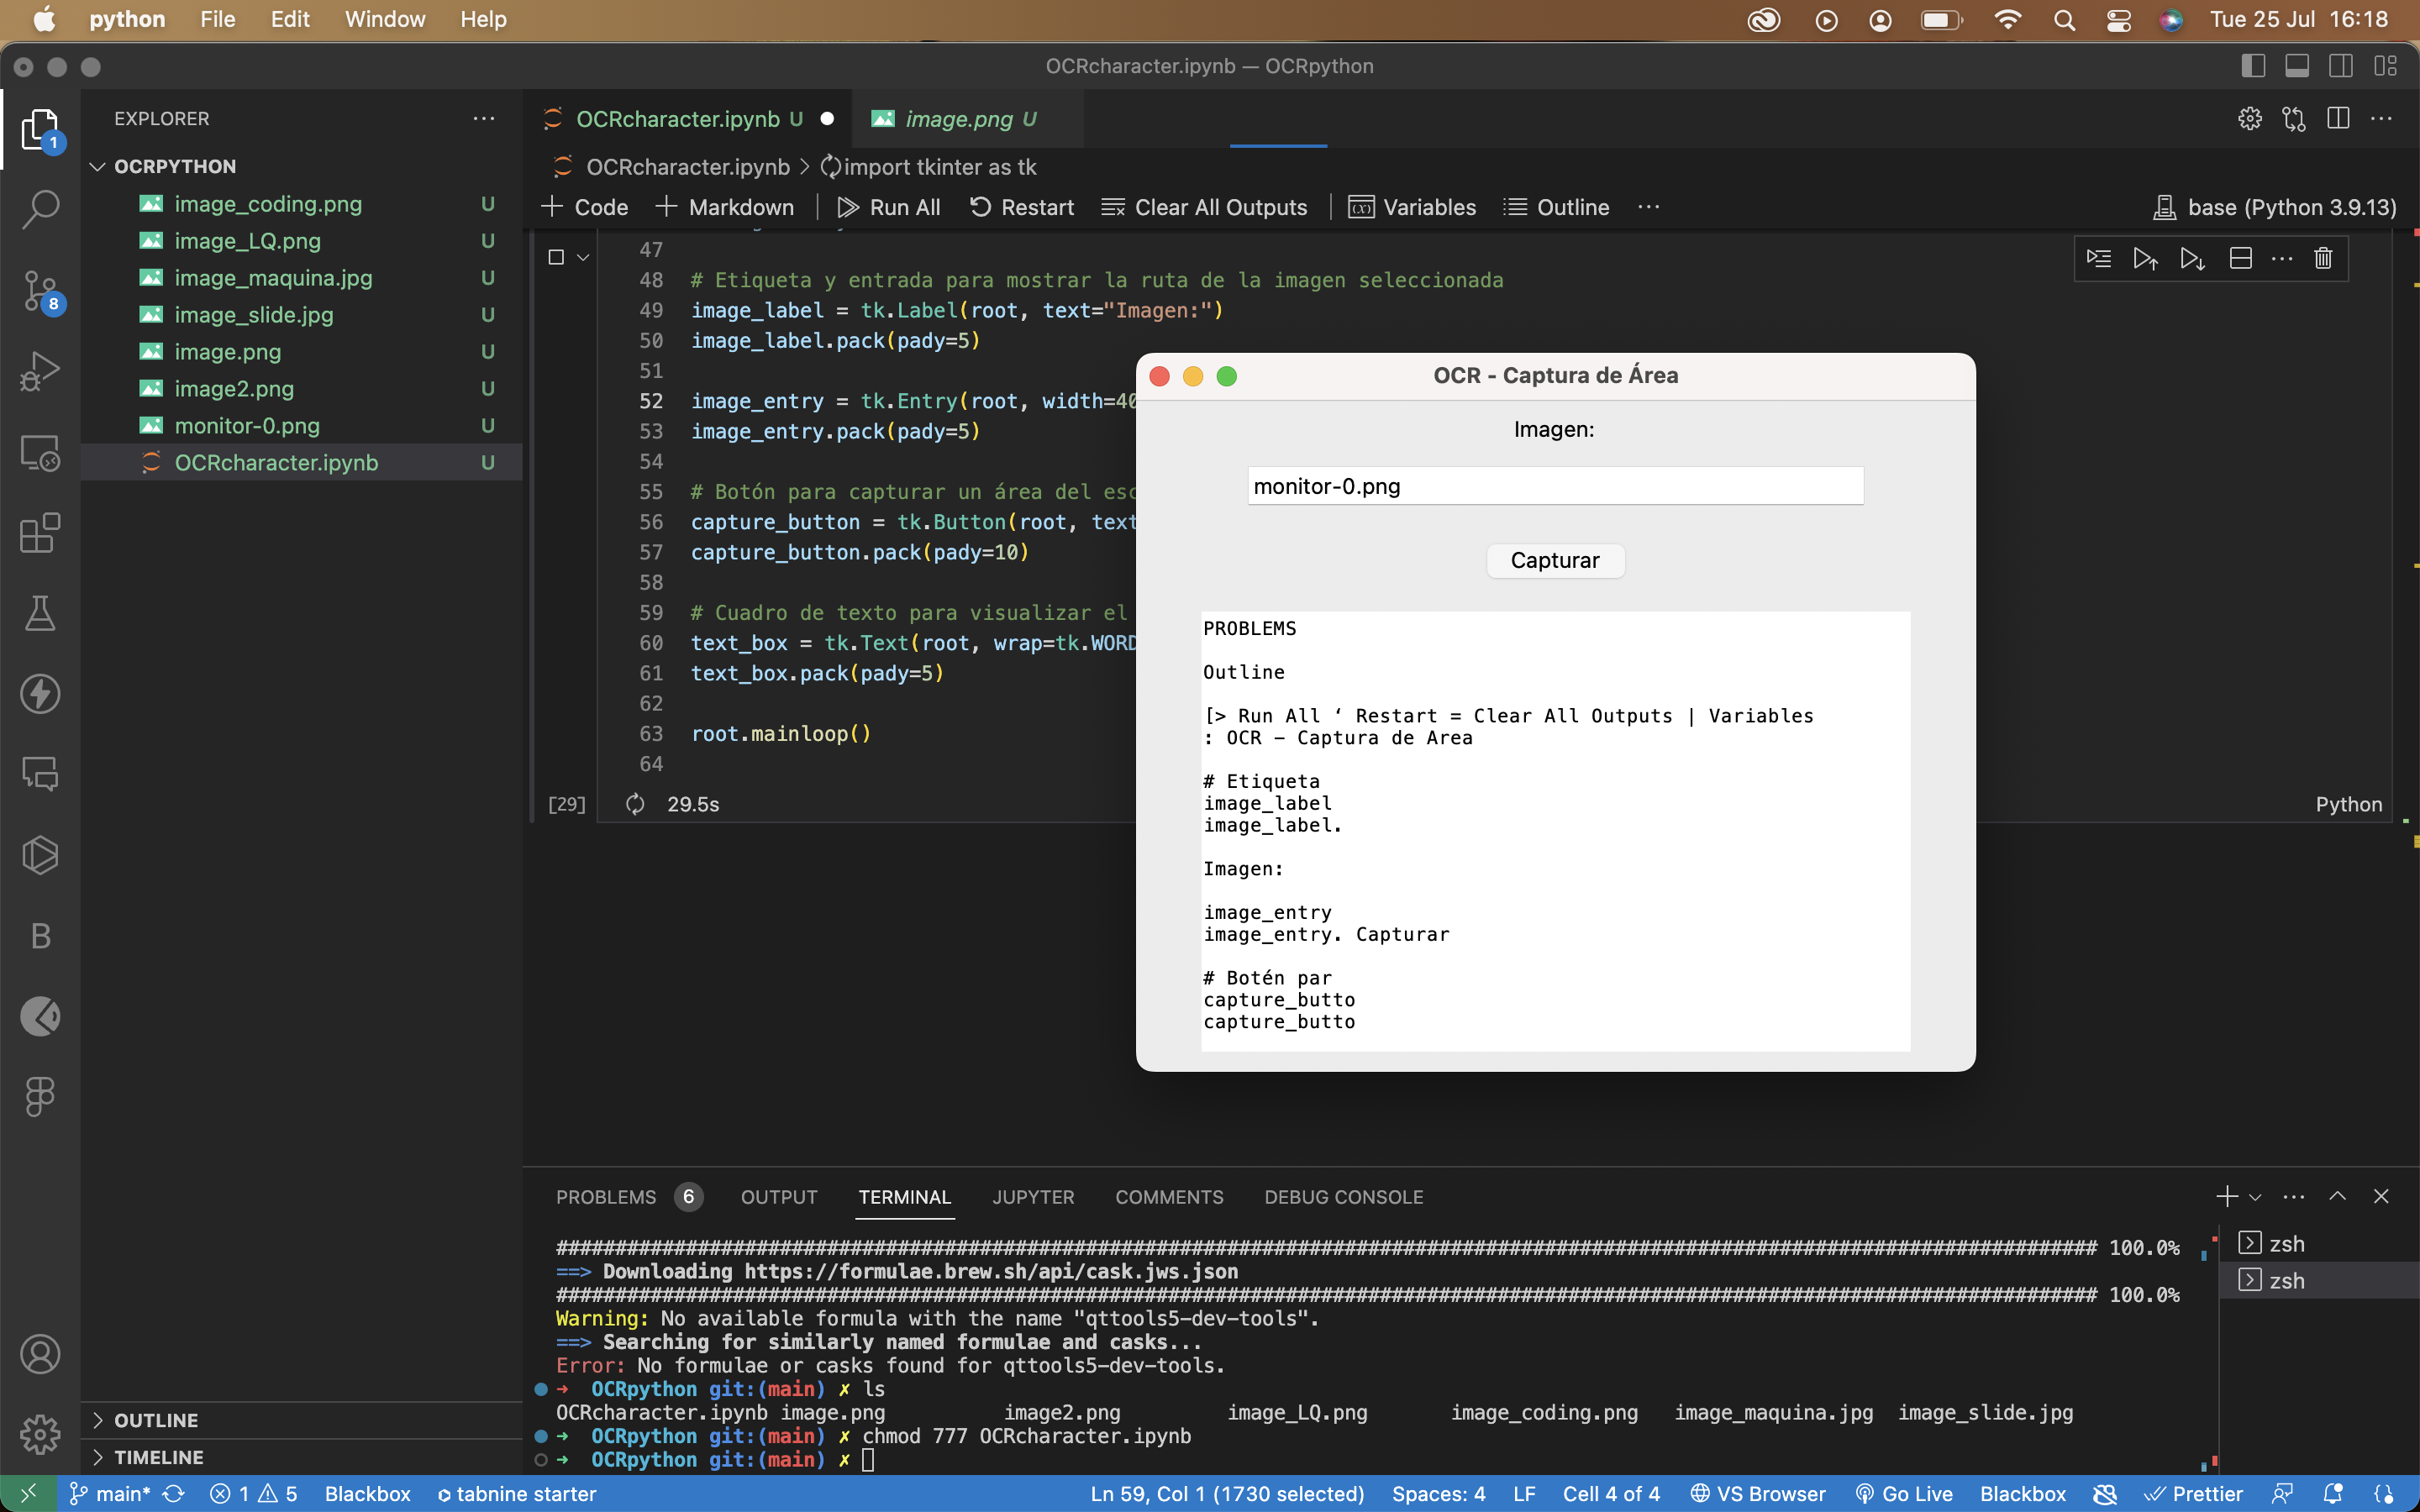 python File Edit Window Help Tue 25 Jul 16:18
OCRcharacter.ipynb — OCRpython
EXPLORER
1
OCRPYTHON
image_coding.png U
image_LQ.png U
image_maquina.jpg U
image_slide.jpg U
image.png U
image2.png U
monitor-0.png U
OCRcharacter.ipynb U
8
B
OUTLINE
TIMELINE
OCRcharacter.ipynb U image.png U
OCRcharacter.ipynb > import tkinter as tk
+ Code + Markdown Run All Restart Clear All Outputs Variables Outline ... base (Python 3.9.13)
47
48 # Etiqueta y entrada para mostrar la ruta de la imagen seleccionada
49 image_label = tk.Label(root, text="Imagen:")
50 image_label.pack(pady=5)
51
52 image_entry = tk.Entry(root, width=40
53 image_entry.pack(pady=5)
54
55 # Botón para capturar un área del esc
56 capture_button = tk.Button(root, text
57 capture_button.pack(pady=10)
58
59 # Cuadro de texto para visualizar el
60 text_box = tk.Text(root, wrap=tk.WORD
61 text_box.pack(pady=5)
62
63 root.mainloop()
64
[29] 29.5s Python
OCR - Captura de Área
Imagen:
monitor-0.png
Capturar
PROBLEMS
Outline
[> Run All ‘ Restart = Clear All Outputs | Variables
: OCR — Captura de Area
# Etiqueta
image_label
image_label.
Imagen:
image_entry
image_entry. Capturar
# Botén par
capture_butto
capture_butto
PROBLEMS 6 OUTPUT TERMINAL JUPYTER COMMENTS DEBUG CONSOLE
100.0%
==> Downloading https://formulae.brew.sh/api/cask.jws.json
100.0%
Warning: No available formula with the name "qttools5-dev-tools".
==> Searching for similarly named formulae and casks...
Error: No formulae or casks found for qttools5-dev-tools.
➜ OCRpython git:(main) ✗ ls
OCRcharacter.ipynb image.png image2.png image_LQ.png image_coding.png image_maquina.jpg image_slide.jpg
➜ OCRpython git:(main) ✗ chmod 777 OCRcharacter.ipynb
➜ OCRpython git:(main) ✗
zsh
zsh
main* 1 5 Blackbox tabnine starter Ln 59, Col 1 (1730 selected) Spaces: 4 LF Cell 4 of 4 VS Browser Go Live Blackbox Prettier